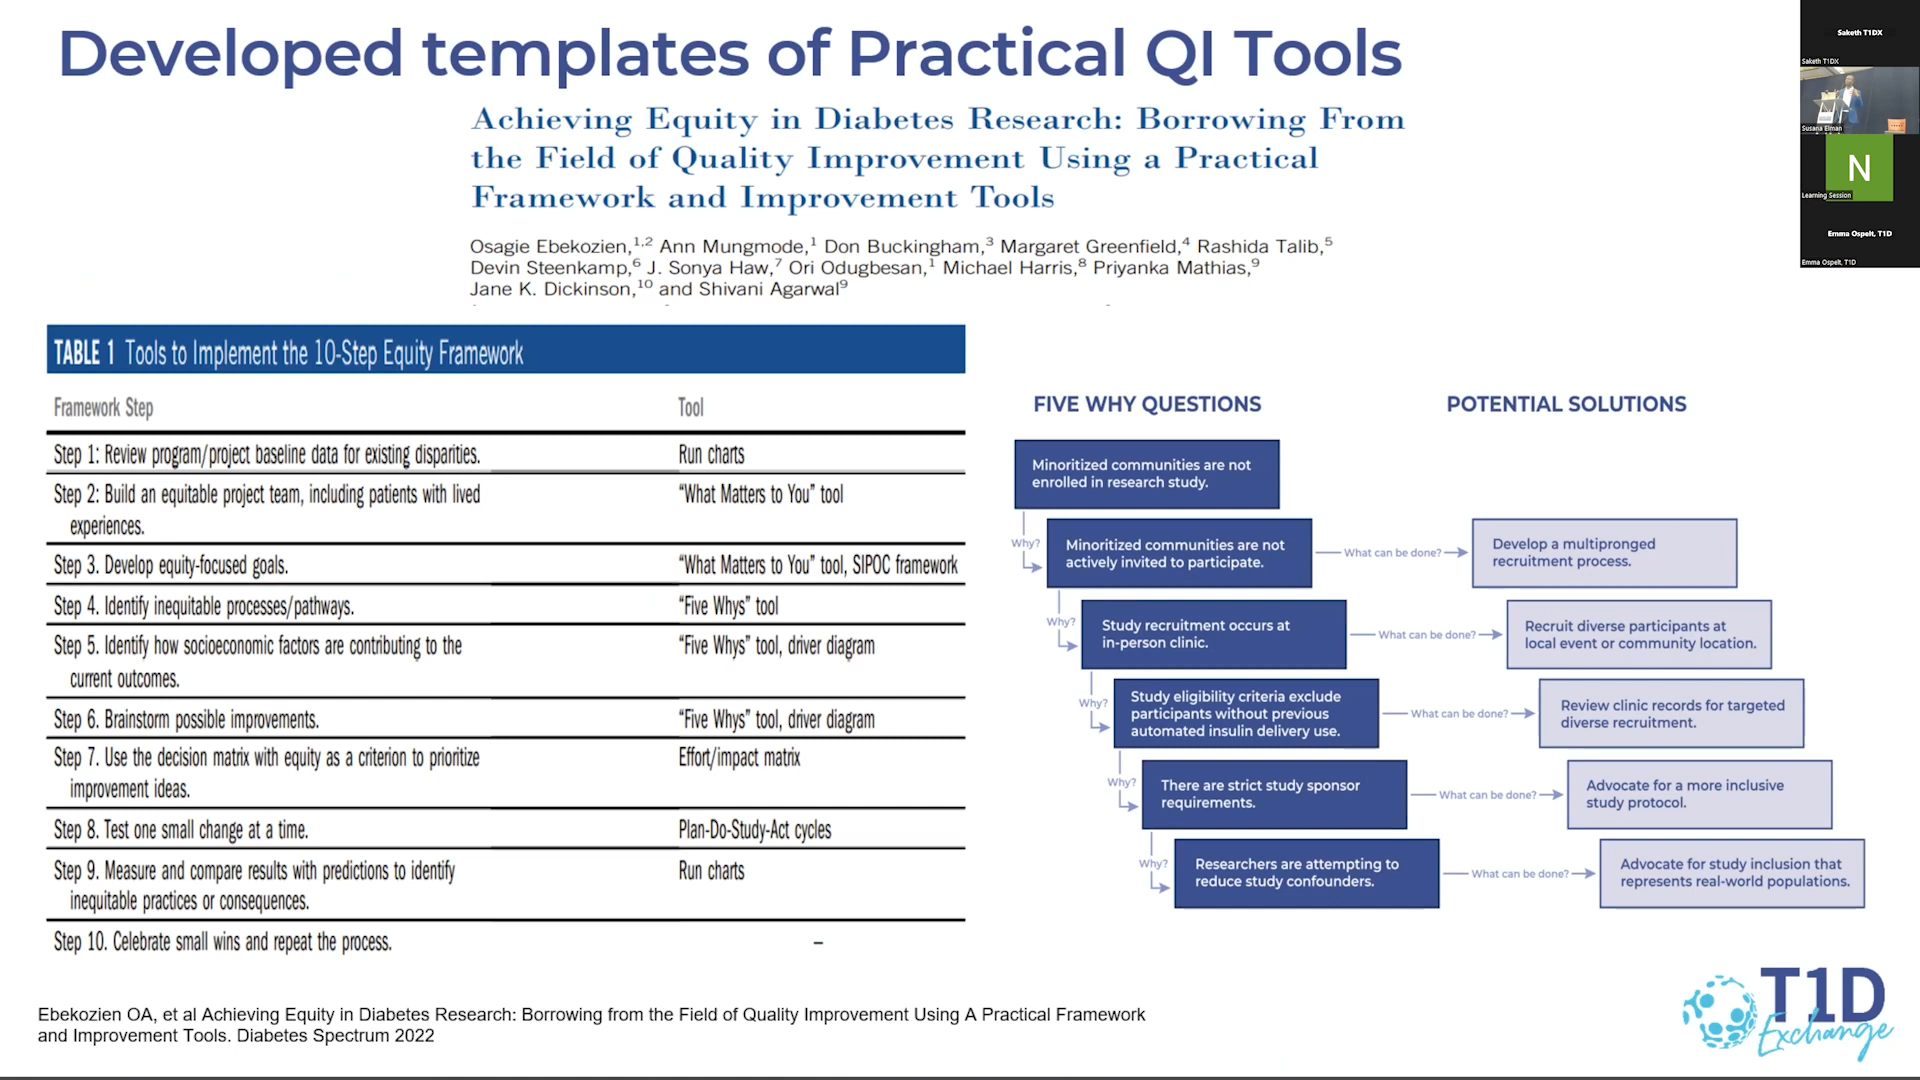 Developed templates of Practical QI Tools
Achieving Equity in Diabetes Research: Borrowing From
the Field of Quality Improvement Using a Practical
Framework and Improvement Tools
Osagie Ebekozien,1,2 Ann Mungmode,1 Don Buckingham,3 Margaret Greenfield,4 Rashida Talib,5
Devin Steenkamp,6 J. Sonya Haw,7 Ori Odugbesan,1 Michael Harris,8 Priyanka Mathias,9
Jane K. Dickinson,10 and Shivani Agarwal9
TABLE 1 Tools to Implement the 10-Step Equity Framework
Framework Step Tool
Step 1: Review program/project baseline data for existing disparities. Run charts
Step 2: Build an equitable project team, including patients with lived “What Matters to You” tool
experiences.
Step 3. Develop equity-focused goals. “What Matters to You” tool, SIPOC framework
Step 4. Identify inequitable processes/pathways. “Five Whys” tool
Step 5. Identify how socioeconomic factors are contributing to the “Five Whys” tool, driver diagram
current outcomes.
Step 6. Brainstorm possible improvements. “Five Whys” tool, driver diagram
Step 7. Use the decision matrix with equity as a criterion to prioritize Effort/impact matrix
improvement ideas.
Step 8. Test one small change at a time. Plan-Do-Study-Act cycles
Step 9. Measure and compare results with predictions to identify Run charts
inequitable practices or consequences.
Step 10. Celebrate small wins and repeat the process. –
FIVE WHY QUESTIONS
POTENTIAL SOLUTIONS
Minoritized communities are not
enrolled in research study.
Why?
Minoritized communities are not
actively invited to participate.
What can be done?
Develop a multipronged
recruitment process.
Why?
Study recruitment occurs at
in-person clinic.
What can be done?
Recruit diverse participants at
local event or community location.
Why?
Study eligibility criteria exclude
participants without previous
automated insulin delivery use.
What can be done?
Review clinic records for targeted
diverse recruitment.
Why?
There are strict study sponsor
requirements.
What can be done?
Advocate for a more inclusive
study protocol.
Why?
Researchers are attempting to
reduce study confounders.
What can be done?
Advocate for study inclusion that
represents real-world populations.
Ebekozien OA, et al Achieving Equity in Diabetes Research: Borrowing from the Field of Quality Improvement Using A Practical Framework
and Improvement Tools. Diabetes Spectrum 2022
T1D
Exchange
Saketh T1DX
Saketh T1DX
Susana Elman
N
Learning Session
Emma Ospelt, T1D
Emma Ospelt, T1D